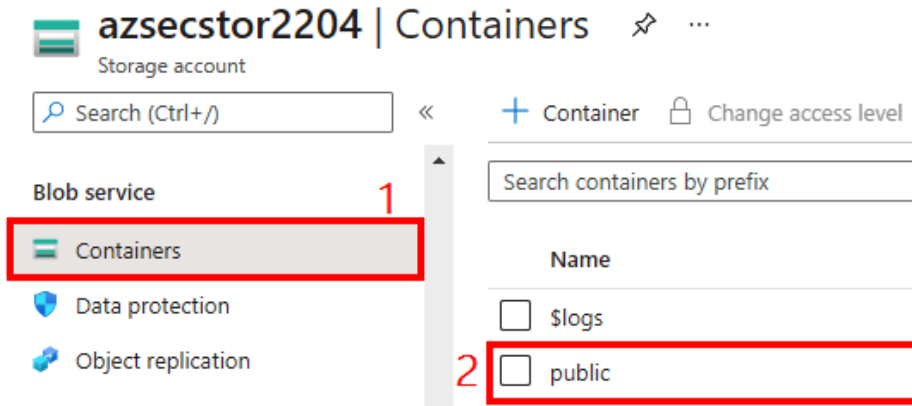 azsecstor2204 | Containers ...
Storage account
Search (Ctrl+/) «
+ Container Change access level
Search containers by prefix
Blob service 1
Containers
Name
Data protection
$logs
Object replication
2 public